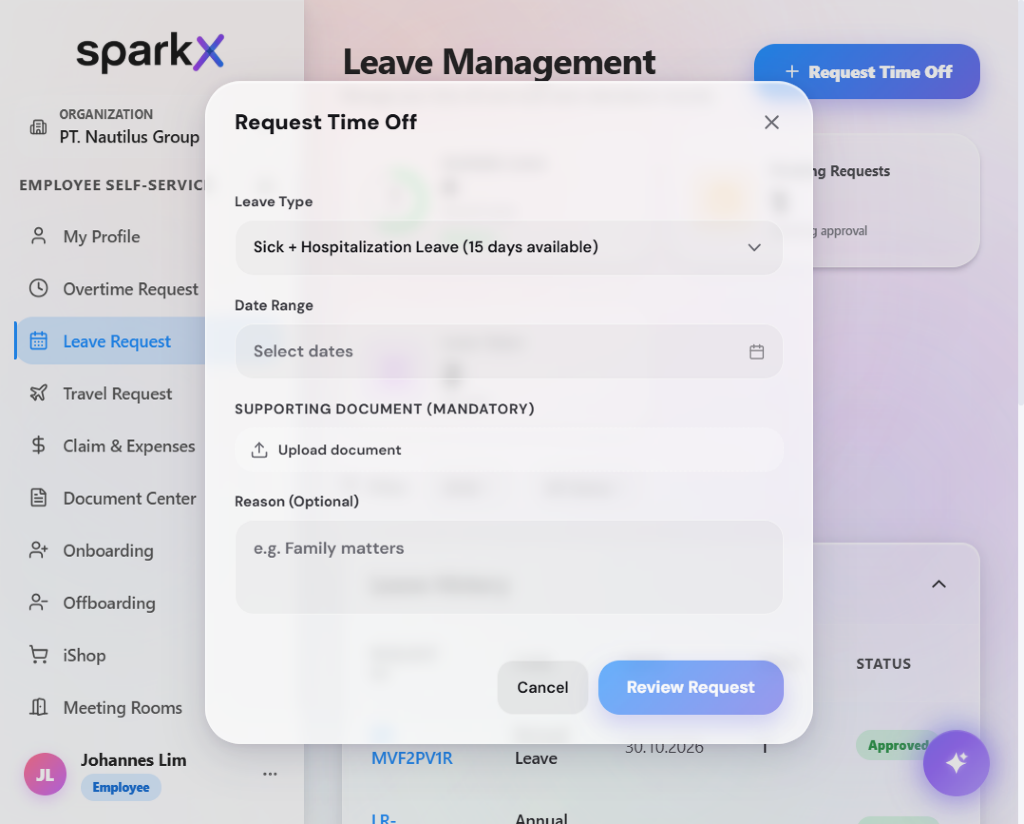 sparkX
ORGANIZATION
PT. Nautilus Group
EMPLOYEE SELF-SERVIC
My Profile
Overtime Request
Leave Request
Travel Request
Claim & Expenses
Document Center
Onboarding
Offboarding
iShop
Meeting Rooms
JL
Johannes Lim
Employee
Leave Management
+ Request Time Off
ng Requests
g approval
Request Time Off
Leave Type
Sick + Hospitalization Leave (15 days available)
Date Range
Select dates
SUPPORTING DOCUMENT (MANDATORY)
Upload document
Reason (Optional)
e.g. Family matters
Cancel
Review Request
STATUS
MVF2PV1R
Leave
30.10.2026
1
Approved
LR-
Annual